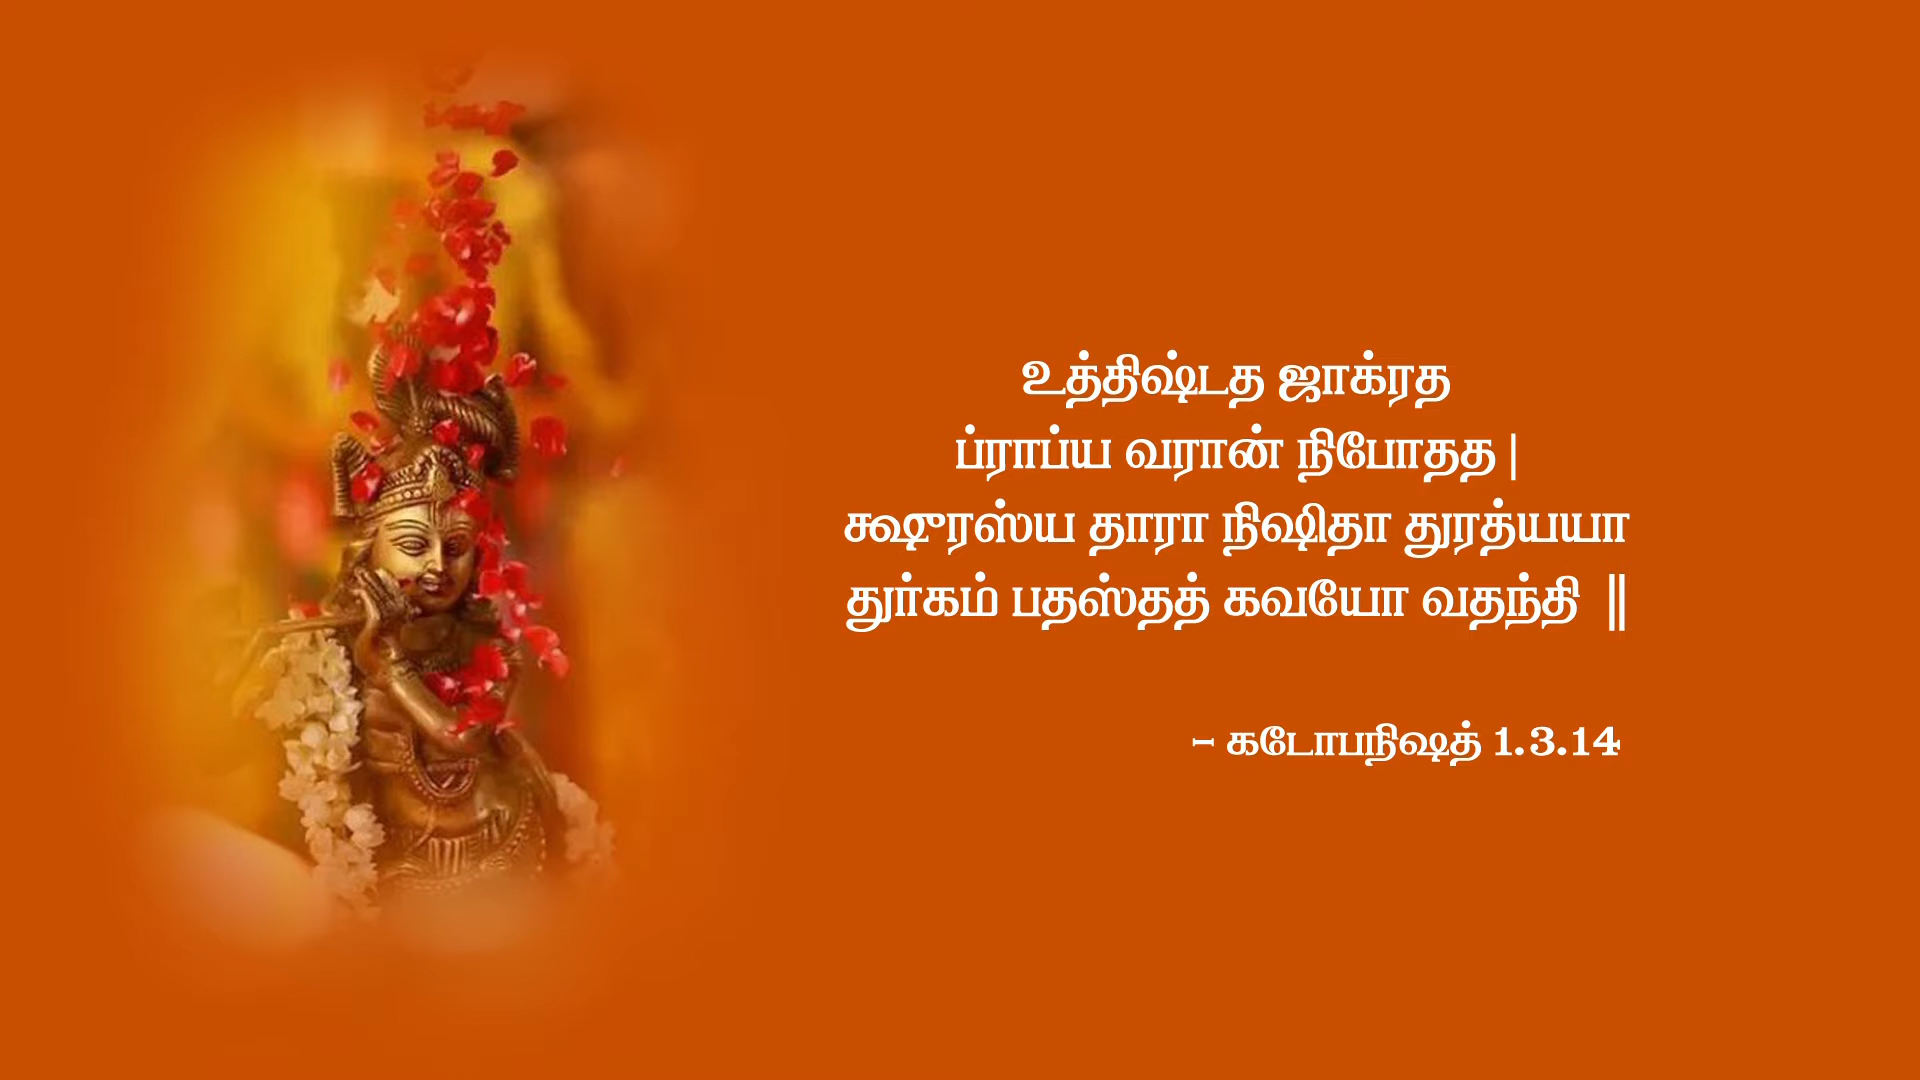 உத்திஷ்டத ஜாக்ரத
ப்ராப்ய வரான் நிபோதத |
க்ஷுரஸ்ய தாரா நிஷிதா துரத்யயா
துர்கம் பதஸ்தத் கவயோ வதந்தி ||
- கடோபநிஷத் 1.3.14